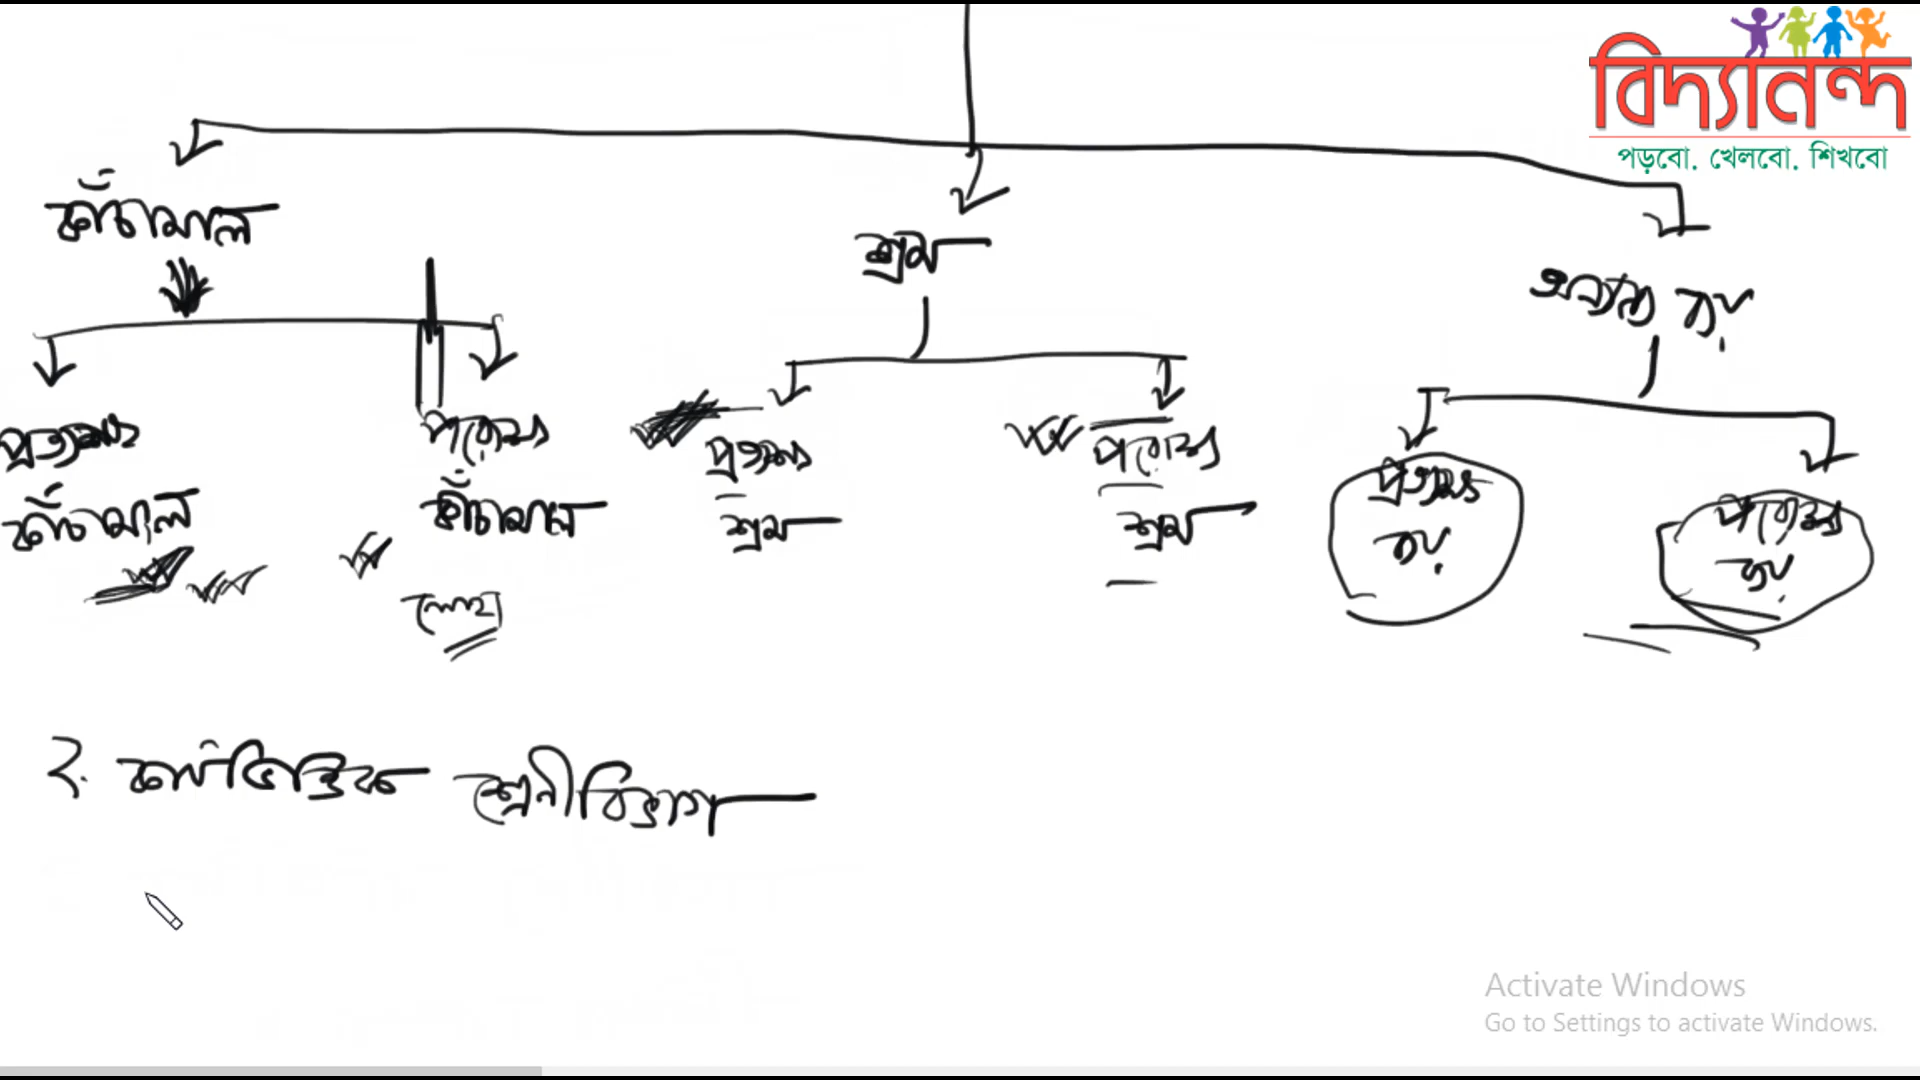 বিদ্যানন্দ
পড়বো. খেলবো. শিখবো
কাঁচামাল
শ্রম
অন্যান্য ব্যয়
প্রত্যক্ষ
কাঁচামাল
পরোক্ষ
কাঁচামাল
প্রত্যক্ষ
শ্রম
পরোক্ষ
শ্রম
প্রত্যক্ষ
ব্যয়
পরোক্ষ
ব্যয়
২. কার্যভিত্তিক শ্রেণীবিভাগ
Activate Windows
Go to Settings to activate Windows.